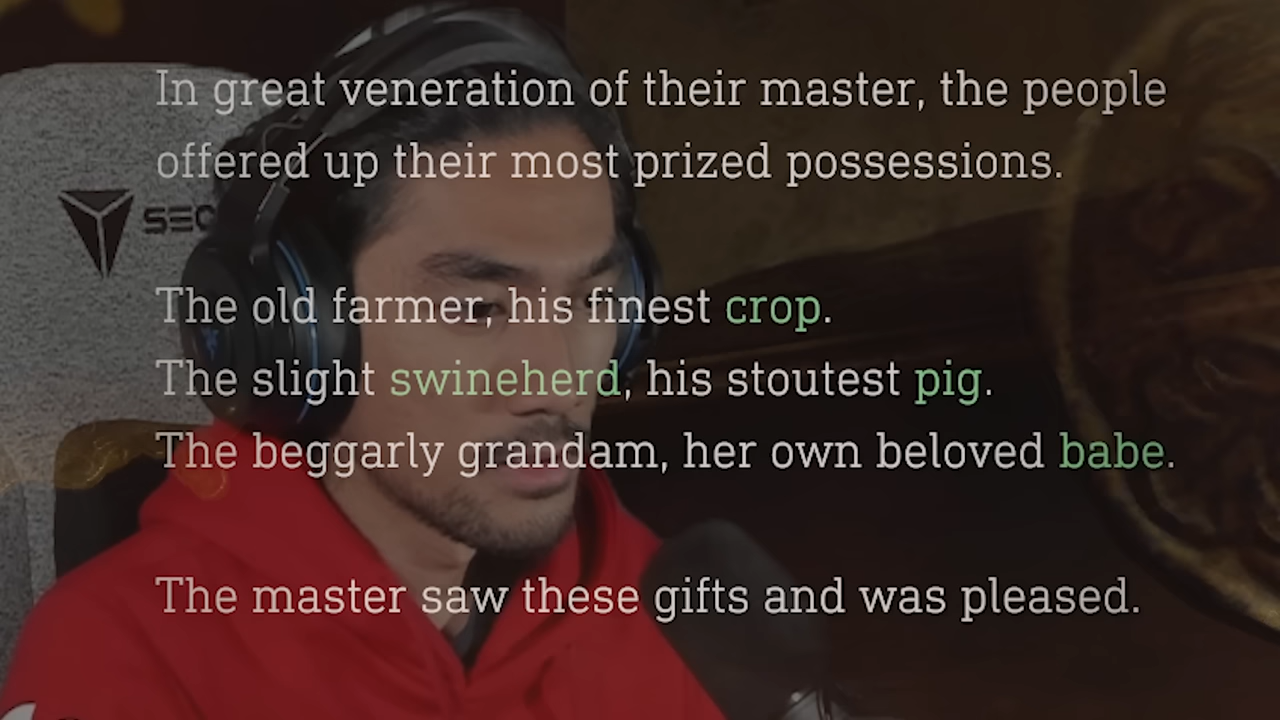 In great veneration of their master, the people
offered up their most prized possessions.
The old farmer, his finest crop.
The slight swineherd, his stoutest pig.
The beggarly grandam, her own beloved babe.
The master saw these gifts and was pleased.
SEC